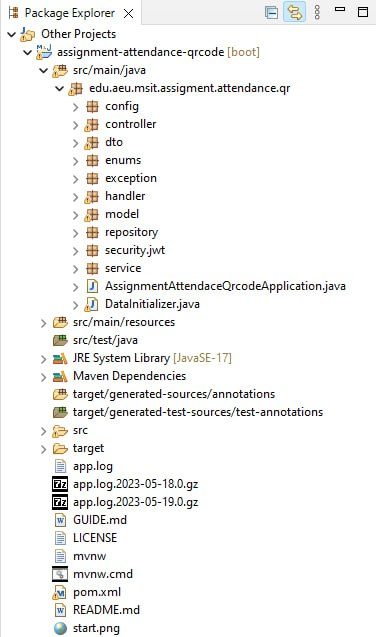 Package Explorer
Other Projects
assignment-attendance-qrcode [boot]
src/main/java
edu.aeu.msit.assigment.attendance.qr
config
controller
dto
enums
exception
handler
model
repository
security.jwt
service
AssignmentAttendaceQrcodeApplication.java
DataInitializer.java
src/main/resources
src/test/java
JRE System Library [JavaSE-17]
Maven Dependencies
target/generated-sources/annotations
target/generated-test-sources/test-annotations
src
target
app.log
app.log.2023-05-18.0.gz
app.log.2023-05-19.0.gz
GUIDE.md
LICENSE
mvnw
mvnw.cmd
pom.xml
README.md
start.png